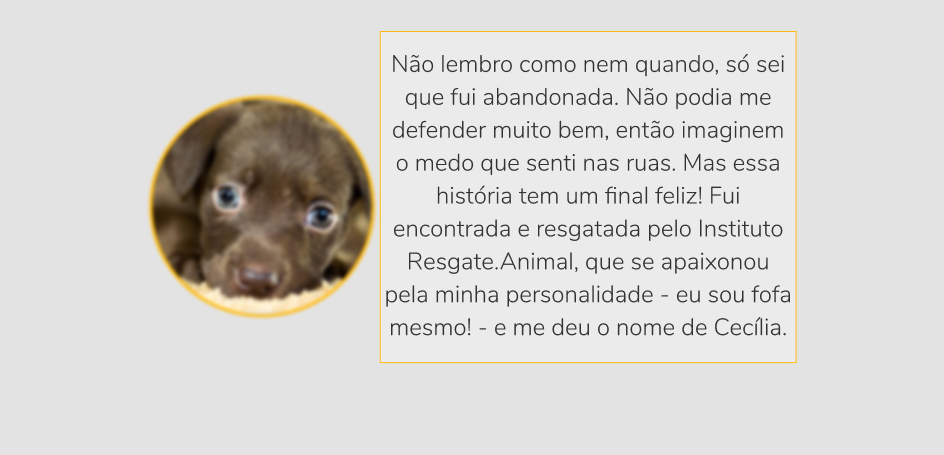 Não lembro como nem quando, só sei
que fui abandonada. Não podia me
defender muito bem, então imaginem
o medo que senti nas ruas. Mas essa
história tem um final feliz! Fui
encontrada e resgatada pelo Instituto
Resgate.Animal, que se apaixonou
pela minha personalidade - eu sou fofa
mesmo! - e me deu o nome de Cecília.